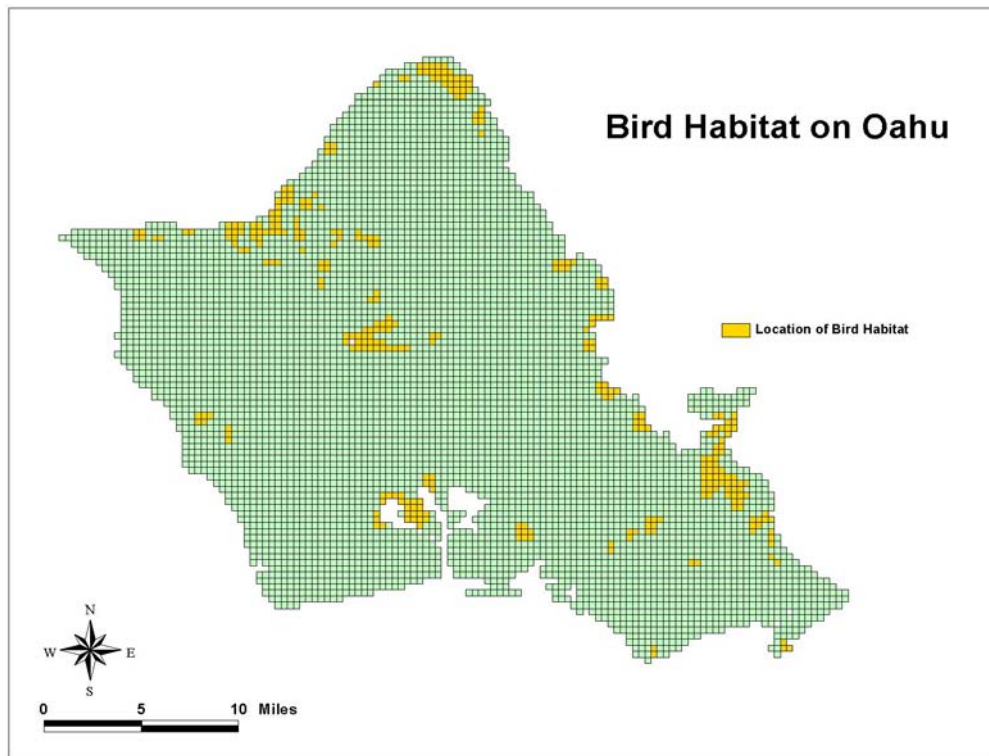 Bird Habitat on Oahu
Location of Bird Habitat
N
W E
S
0 5 10 Miles